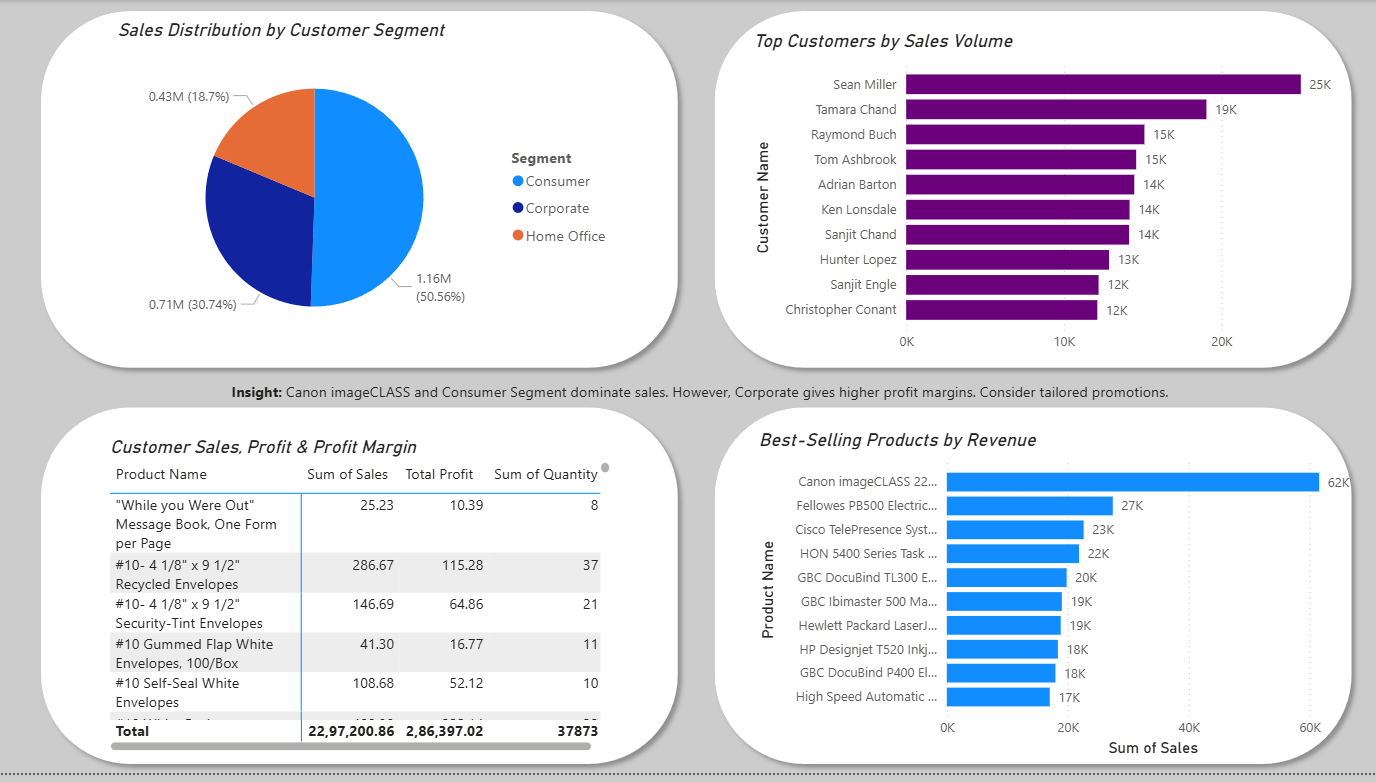 Sales Distribution by Customer Segment
0.43M (18.7%)
0.71M (30.74%)
1.16M
(50.56%)
Segment
Consumer
Corporate
Home Office
Top Customers by Sales Volume
Customer Name
Sean Miller 25K
Tamara Chand 19K
Raymond Buch 15K
Tom Ashbrook 15K
Adrian Barton 14K
Ken Lonsdale 14K
Sanjit Chand 14K
Hunter Lopez 13K
Sanjit Engle 12K
Christopher Conant 12K
0K 10K 20K
Insight: Canon imageCLASS and Consumer Segment dominate sales. However, Corporate gives higher profit margins. Consider tailored promotions.
Customer Sales, Profit & Profit Margin
Product Name Sum of Sales Total Profit Sum of Quantity
"While you Were Out" 25.23 10.39 8
Message Book, One Form
per Page
#10- 4 1/8" x 9 1/2" 286.67 115.28 37
Recycled Envelopes
#10- 4 1/8" x 9 1/2" 146.69 64.86 21
Security-Tint Envelopes
#10 Gummed Flap White 41.30 16.77 11
Envelopes, 100/Box
#10 Self-Seal White 108.68 52.12 10
Envelopes
Total 22,97,200.86 2,86,397.02 37873
Best-Selling Products by Revenue
Product Name
Canon imageCLASS 22... 62K
Fellowes PB500 Electric... 27K
Cisco TelePresence Syst... 23K
HON 5400 Series Task ... 22K
GBC DocuBind TL300 E... 20K
GBC Ibimaster 500 Ma... 19K
Hewlett Packard LaserJ... 19K
HP Designjet T520 Inkj... 18K
GBC DocuBind P400 El... 18K
High Speed Automatic ... 17K
0K 20K 40K 60K
Sum of Sales